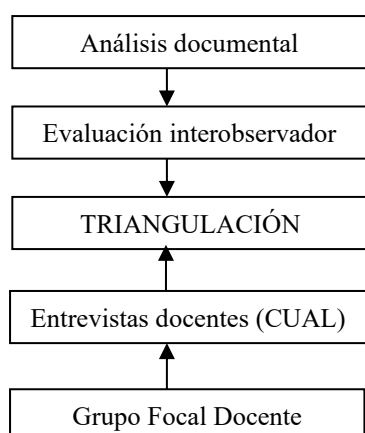 Análisis documental
Evaluación interobservador
TRIANGULACIÓN
Entrevistas docentes (CUAL)
Grupo Focal Docente